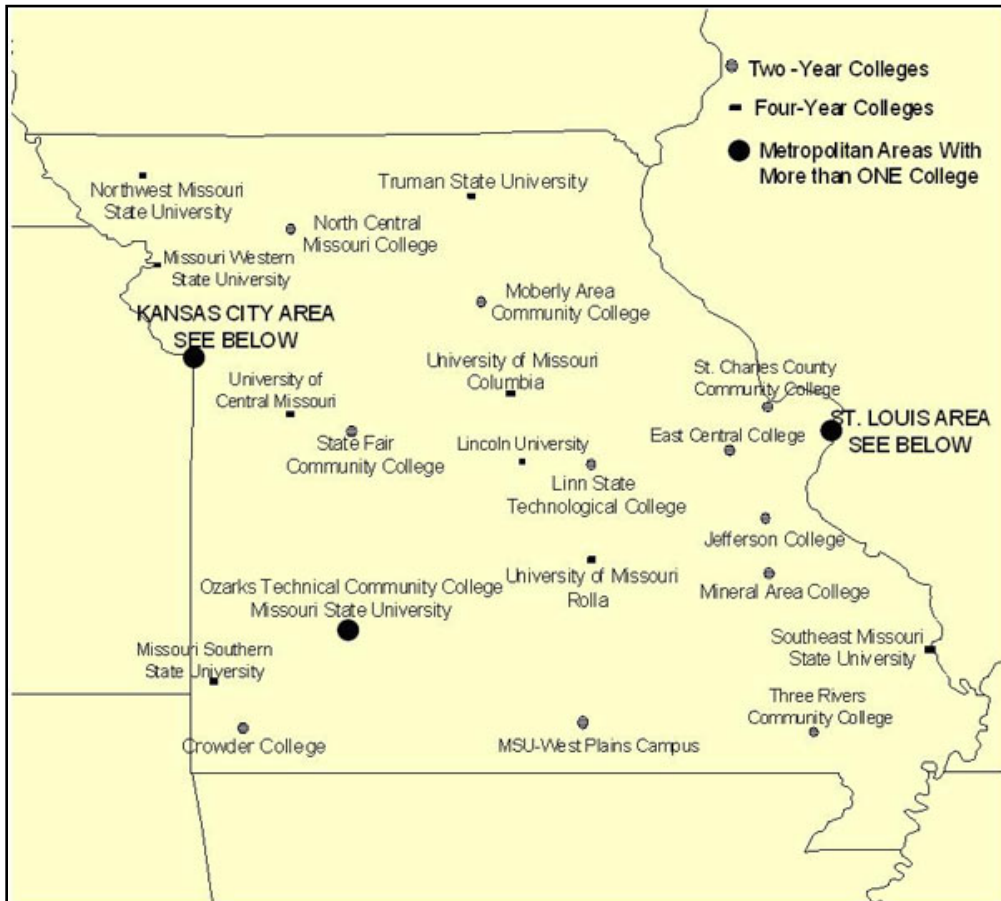 Two -Year Colleges
Four-Year Colleges
Metropolitan Areas With
More than ONE College
Northwest Missouri
State University
Truman State University
North Central
Missouri College
Missouri Western
State University
Moberly Area
Community College
KANSAS CITY AREA
SEE BELOW
University of
Central Missouri
University of Missouri
Columbia
St. Charles County
Community College
ST. LOUIS AREA
SEE BELOW
State Fair
Community College
Lincoln University
East Central College
Linn State
Technological College
Jefferson College
Ozarks Technical Community College
Missouri State University
University of Missouri
Rolla
Mineral Area College
Missouri Southern
State University
Southeast Missouri
State University
Three Rivers
Community College
Crowder College
MSU-West Plains Campus